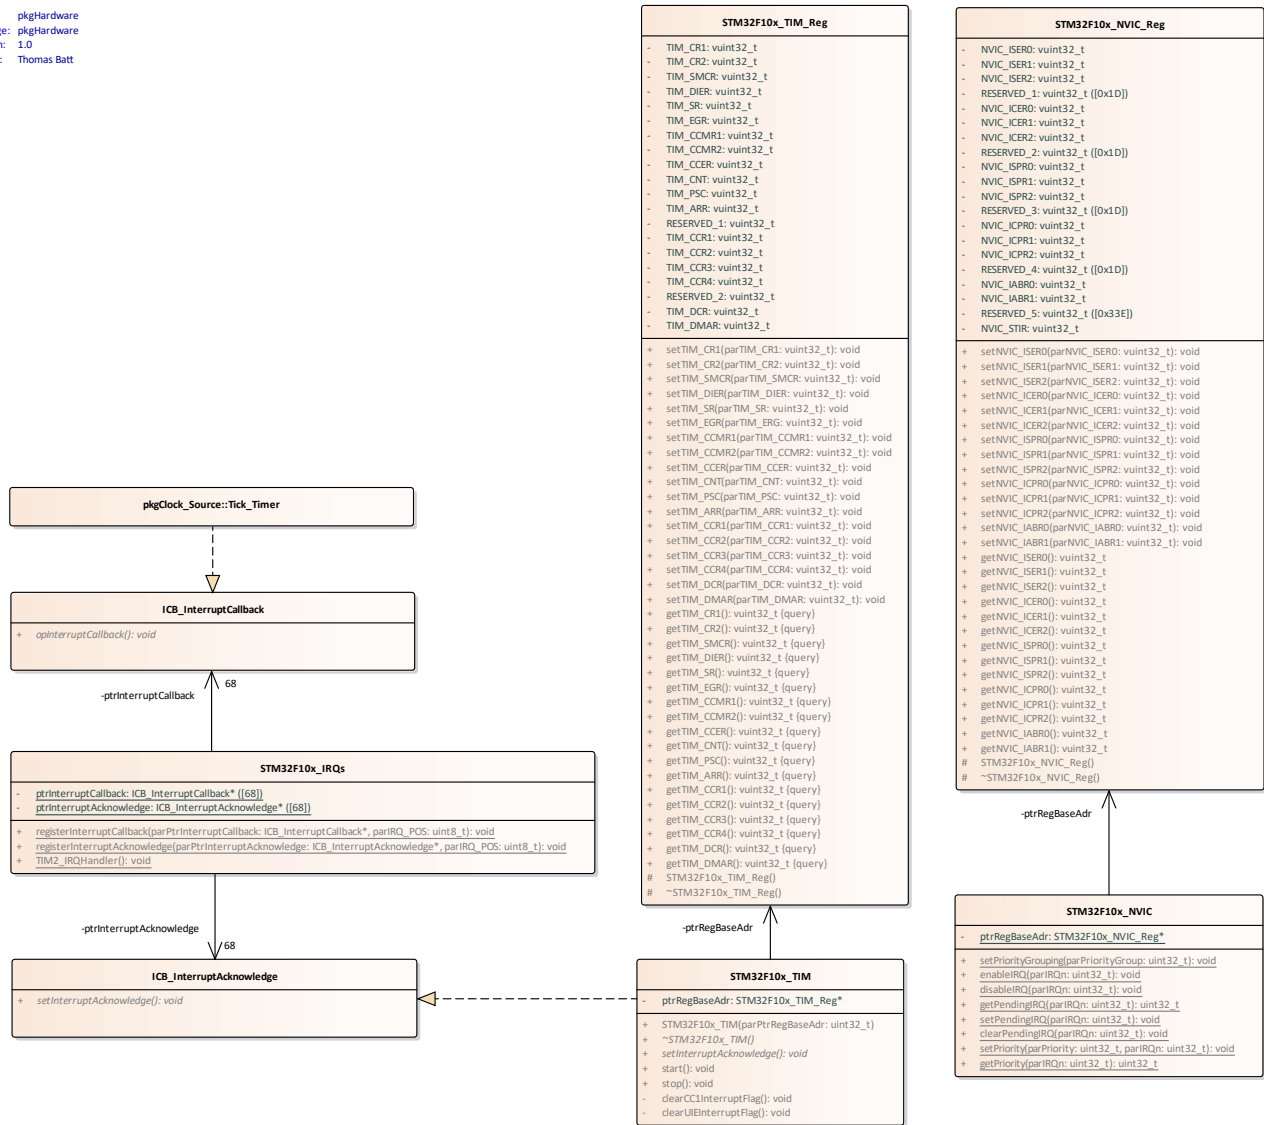 pkgHardware
ge: pkgHardware
n: 1.0
: Thomas Batt
STM32F10x_TIM_Reg
- TIM_CR1: vuint32_t
- TIM_CR2: vuint32_t
- TIM_SMCR: vuint32_t
- TIM_DIER: vuint32_t
- TIM_SR: vuint32_t
- TIM_EGR: vuint32_t
- TIM_CCMR1: vuint32_t
- TIM_CCMR2: vuint32_t
- TIM_CCER: vuint32_t
- TIM_CNT: vuint32_t
- TIM_PSC: vuint32_t
- TIM_ARR: vuint32_t
- RESERVED_1: vuint32_t
- TIM_CCR1: vuint32_t
- TIM_CCR2: vuint32_t
- TIM_CCR3: vuint32_t
- TIM_CCR4: vuint32_t
- RESERVED_2: vuint32_t
- TIM_DCR: vuint32_t
- TIM_DMAR: vuint32_t
+ setTIM_CR1(parTIM_CR1: vuint32_t): void
+ setTIM_CR2(parTIM_CR2: vuint32_t): void
+ setTIM_SMCR(parTIM_SMCR: vuint32_t): void
+ setTIM_DIER(parTIM_DIER: vuint32_t): void
+ setTIM_SR(parTIM_SR: vuint32_t): void
+ setTIM_EGR(parTIM_ERG: vuint32_t): void
+ setTIM_CCMR1(parTIM_CCMR1: vuint32_t): void
+ setTIM_CCMR2(parTIM_CCMR2: vuint32_t): void
+ setTIM_CCER(parTIM_CCER: vuint32_t): void
+ setTIM_CNT(parTIM_CNT: vuint32_t): void
+ setTIM_PSC(parTIM_PSC: vuint32_t): void
+ setTIM_ARR(parTIM_ARR: vuint32_t): void
+ setTIM_CCR1(parTIM_CCR1: vuint32_t): void
+ setTIM_CCR2(parTIM_CCR2: vuint32_t): void
+ setTIM_CCR3(parTIM_CCR3: vuint32_t): void
+ setTIM_CCR4(parTIM_CCR4: vuint32_t): void
+ setTIM_DCR(parTIM_DCR: vuint32_t): void
+ setTIM_DMAR(parTIM_DMAR: vuint32_t): void
+ getTIM_CR1(): vuint32_t {query}
+ getTIM_CR2(): vuint32_t {query}
+ getTIM_SMCR(): vuint32_t {query}
+ getTIM_DIER(): vuint32_t {query}
+ getTIM_SR(): vuint32_t {query}
+ getTIM_EGR(): vuint32_t {query}
+ getTIM_CCMR1(): vuint32_t {query}
+ getTIM_CCMR2(): vuint32_t {query}
+ getTIM_CCER(): vuint32_t {query}
+ getTIM_CNT(): vuint32_t {query}
+ getTIM_PSC(): vuint32_t {query}
+ getTIM_ARR(): vuint32_t {query}
+ getTIM_CCR1(): vuint32_t {query}
+ getTIM_CCR2(): vuint32_t {query}
+ getTIM_CCR3(): vuint32_t {query}
+ getTIM_CCR4(): vuint32_t {query}
+ getTIM_DCR(): vuint32_t {query}
+ getTIM_DMAR(): vuint32_t {query}
# STM32F10x_TIM_Reg()
# ~STM32F10x_TIM_Reg()
STM32F10x_NVIC_Reg
- NVIC_ISER0: vuint32_t
- NVIC_ISER1: vuint32_t
- NVIC_ISER2: vuint32_t
- RESERVED_1: vuint32_t ([0x1D])
- NVIC_ICER0: vuint32_t
- NVIC_ICER1: vuint32_t
- NVIC_ICER2: vuint32_t
- RESERVED_2: vuint32_t ([0x1D])
- NVIC_ISPR0: vuint32_t
- NVIC_ISPR1: vuint32_t
- NVIC_ISPR2: vuint32_t
- RESERVED_3: vuint32_t ([0x1D])
- NVIC_ICPR0: vuint32_t
- NVIC_ICPR1: vuint32_t
- NVIC_ICPR2: vuint32_t
- RESERVED_4: vuint32_t ([0x1D])
- NVIC_IABR0: vuint32_t
- NVIC_IABR1: vuint32_t
- RESERVED_5: vuint32_t ([0x33E])
- NVIC_STIR: vuint32_t
+ setNVIC_ISER0(parNVIC_ISER0: vuint32_t): void
+ setNVIC_ISER1(parNVIC_ISER1: vuint32_t): void
+ setNVIC_ISER2(parNVIC_ISER2: vuint32_t): void
+ setNVIC_ICER0(parNVIC_ICER0: vuint32_t): void
+ setNVIC_ICER1(parNVIC_ICER1: vuint32_t): void
+ setNVIC_ICER2(parNVIC_ICER2: vuint32_t): void
+ setNVIC_ISPR0(parNVIC_ISPR0: vuint32_t): void
+ setNVIC_ISPR1(parNVIC_ISPR1: vuint32_t): void
+ setNVIC_ISPR2(parNVIC_ISPR2: vuint32_t): void
+ setNVIC_ICPR0(parNVIC_ICPR0: vuint32_t): void
+ setNVIC_ICPR1(parNVIC_ICPR1: vuint32_t): void
+ setNVIC_ICPR2(parNVIC_ICPR2: vuint32_t): void
+ setNVIC_IABR0(parNVIC_IABR0: vuint32_t): void
+ setNVIC_IABR1(parNVIC_IABR1: vuint32_t): void
+ getNVIC_ISER0(): vuint32_t
+ getNVIC_ISER1(): vuint32_t
+ getNVIC_ISER2(): vuint32_t
+ getNVIC_ICER0(): vuint32_t
+ getNVIC_ICER1(): vuint32_t
+ getNVIC_ICER2(): vuint32_t
+ getNVIC_ISPR0(): vuint32_t
+ getNVIC_ISPR1(): vuint32_t
+ getNVIC_ISPR2(): vuint32_t
+ getNVIC_ICPR0(): vuint32_t
+ getNVIC_ICPR1(): vuint32_t
+ getNVIC_ICPR2(): vuint32_t
+ getNVIC_IABR0(): vuint32_t
+ getNVIC_IABR1(): vuint32_t
# STM32F10x_NVIC_Reg()
# ~STM32F10x_NVIC_Reg()
pkgClock_Source::Tick_Timer
ICB_InterruptCallback
+ opInterruptCallback(): void
68
-ptrInterruptCallback
STM32F10x_IRQs
- ptrInterruptCallback: ICB_InterruptCallback* ([68])
- ptrInterruptAcknowledge: ICB_InterruptAcknowledge* ([68])
+ registerInterruptCallback(parPtrInterruptCallback: ICB_InterruptCallback*, parIRQ_POS: uint8_t): void
+ registerInterruptAcknowledge(parPtrInterruptAcknowledge: ICB_InterruptAcknowledge*, parIRQ_POS: uint8_t): void
+ TIM2_IRQHandler(): void
-ptrInterruptAcknowledge
68
ICB_InterruptAcknowledge
+ setInterruptAcknowledge(): void
-ptrRegBaseAdr
STM32F10x_TIM
- ptrRegBaseAdr: STM32F10x_TIM_Reg*
+ STM32F10x_TIM(parPtrRegBaseAdr: uint32_t)
+ ~STM32F10x_TIM()
+ setInterruptAcknowledge(): void
+ start(): void
+ stop(): void
- clearCC1InterruptFlag(): void
- clearUIEInterruptFlag(): void
-ptrRegBaseAdr
STM32F10x_NVIC
- ptrRegBaseAdr: STM32F10x_NVIC_Reg*
+ setPriorityGrouping(parPriorityGroup: uint32_t): void
+ enableIRQ(parIRQn: uint32_t): void
+ disableIRQ(parIRQn: uint32_t): void
+ getPendingIRQ(parIRQn: uint32_t): uint32_t
+ setPendingIRQ(parIRQn: uint32_t): void
+ clearPendingIRQ(parIRQn: uint32_t): void
+ setPriority(parPriority: uint32_t, parIRQn: uint32_t): void
+ getPriority(parIRQn: uint32_t): uint32_t